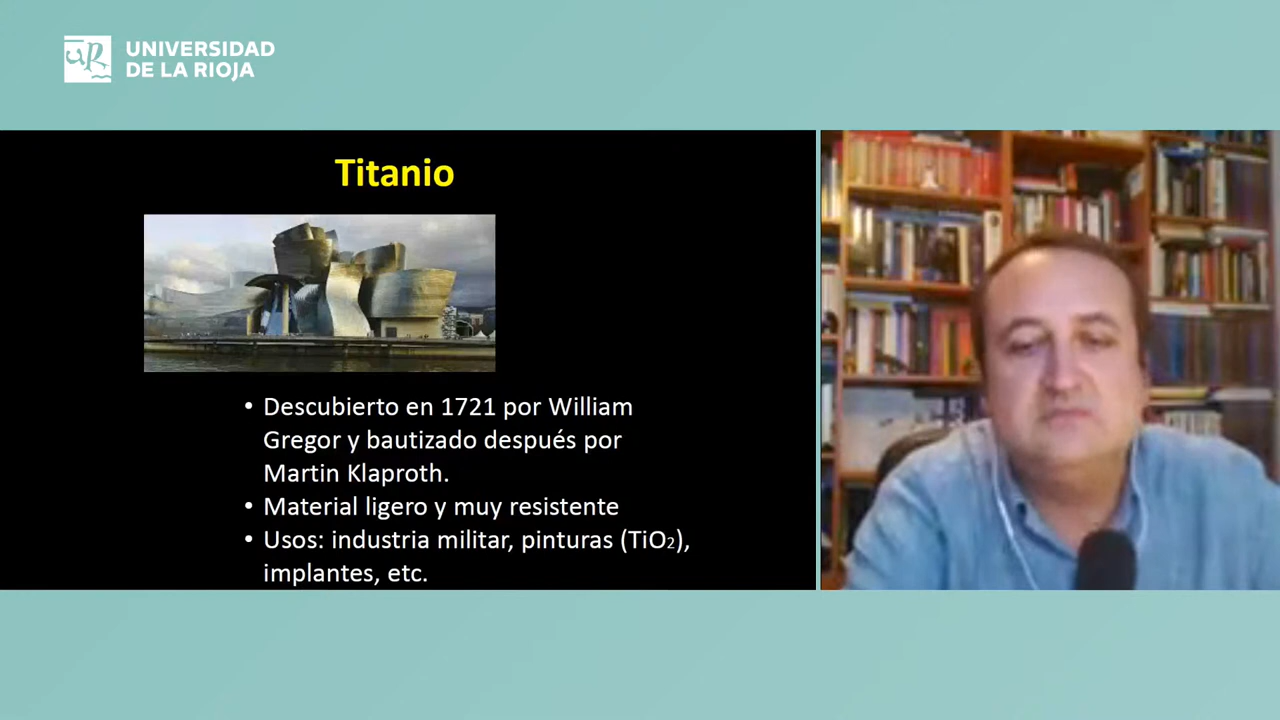 UNIVERSIDAD
DE LA RIOJA
Titanio
• Descubierto en 1721 por William
Gregor y bautizado después por
Martin Klaproth.
• Material ligero y muy resistente
• Usos: industria militar, pinturas (TiO₂),
implantes, etc.